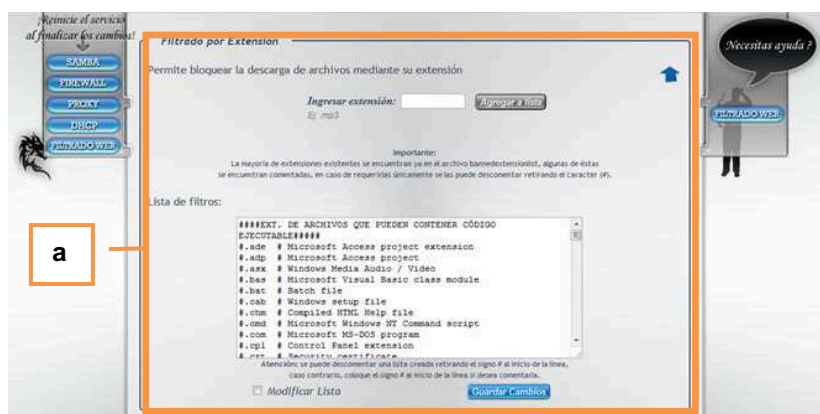 ¡Reinicie el servicio
al finalizar los cambios!
SAMBA
FIREWALL
PROXY
DHCP
FILTRADO WEB
Filtrado por Extensión
Permite bloquear la descarga de archivos mediante su extensión
Ingresar extensión:
Agregar a lista
Ej. .mp3
Importante:
La mayoría de extensiones existentes se encuentran ya en el archivo bannedextensionlist, algunas de éstas
se encuentran comentadas, en caso de requerirlas únicamente se las puede descomentar retirando el caracter (#).
Lista de filtros:
####EXT. DE ARCHIVOS QUE PUEDEN CONTENER CÓDIGO
EJECUTABLE#####
#.ade # Microsoft Access project extension
#.adp # Microsoft Access project
#.asx # Windows Media Audio / Video
#.bas # Microsoft Visual Basic class module
#.bat # Batch file
#.cab # Windows setup file
#.chm # Compiled HTML Help file
#.cmd # Microsoft Windows NT Command script
#.com # Microsoft MS-DOS program
#.cpl # Control Panel extension
#.crt # Security certificate
Atención: se puede descomentar una lista creada retirando el signo # al inicio de la línea,
caso contrario, coloque el signo # al inicio de la línea si desea comentarla.
Modificar Lista
Guardar Cambios
Necesitas ayuda ?
FILTRADO WEB
a